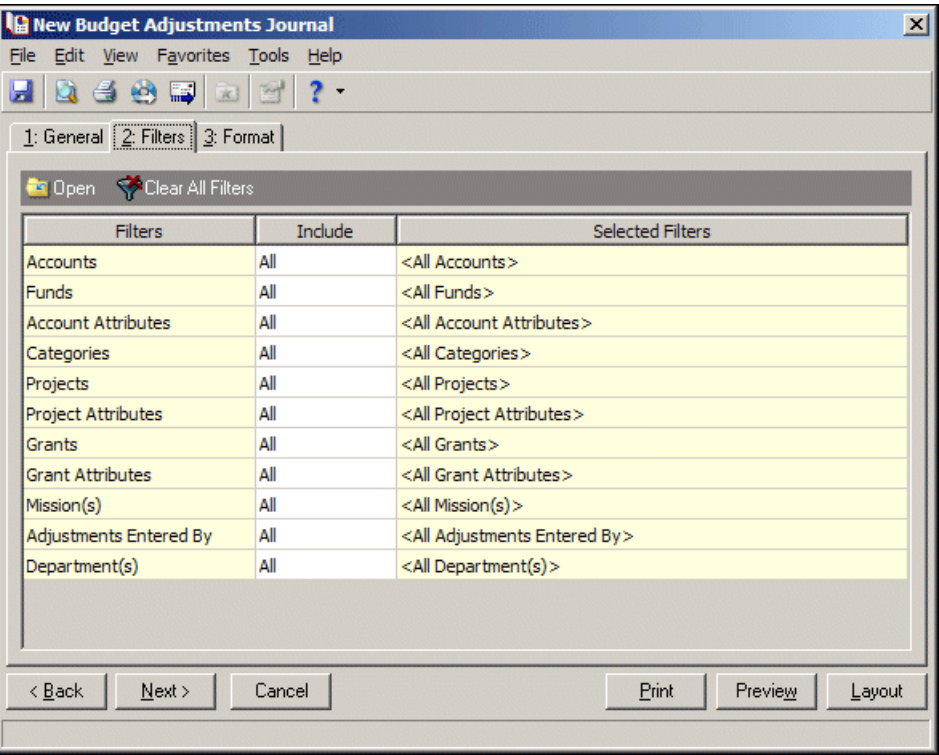 New Budget Adjustments Journal
File Edit View Favorites Tools Help
1: General 2: Filters 3: Format
Open Clear All Filters
Filters Include Selected Filters
Accounts All <All Accounts>
Funds All <All Funds>
Account Attributes All <All Account Attributes>
Categories All <All Categories>
Projects All <All Projects>
Project Attributes All <All Project Attributes>
Grants All <All Grants>
Grant Attributes All <All Grant Attributes>
Mission(s) All <All Mission(s)>
Adjustments Entered By All <All Adjustments Entered By>
Department(s) All <All Department(s)>
< Back Next > Cancel Print Preview Layout